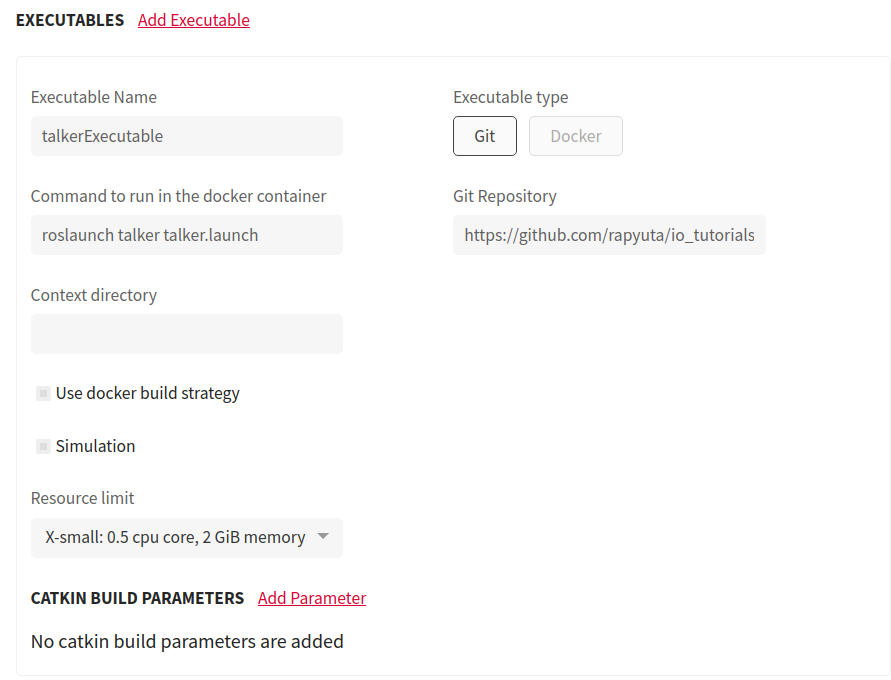 EXECUTABLES Add Executable
Executable Name
Executable type
talkerExecutable
Git
Docker
Command to run in the docker container
Git Repository
roslaunch talker talker.launch
https://github.com/rapyuta/io_tutorials
Context directory
Use docker build strategy
Simulation
Resource limit
X-small: 0.5 cpu core, 2 GiB memory
CATKIN BUILD PARAMETERS Add Parameter
No catkin build parameters are added